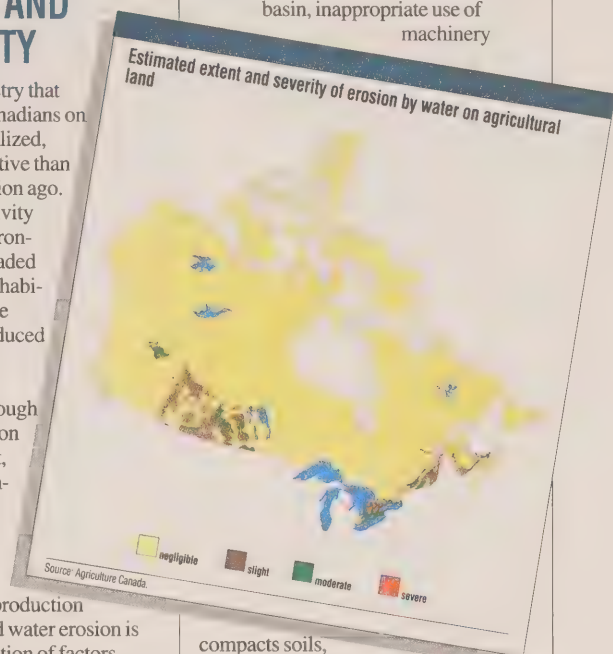 AND
TY
try that
nadians on
lized,
tive than
ion ago.
vity
ron-
aded
habi-
e
duced
ough
on
,
n-
production
d water erosion is
tion of factors
basin, inappropriate use of
machinery
Estimated extent and severity of erosion by water on agricultural
land
negligible
slight
moderate
severe
Source: Agriculture Canada.
compacts soils,